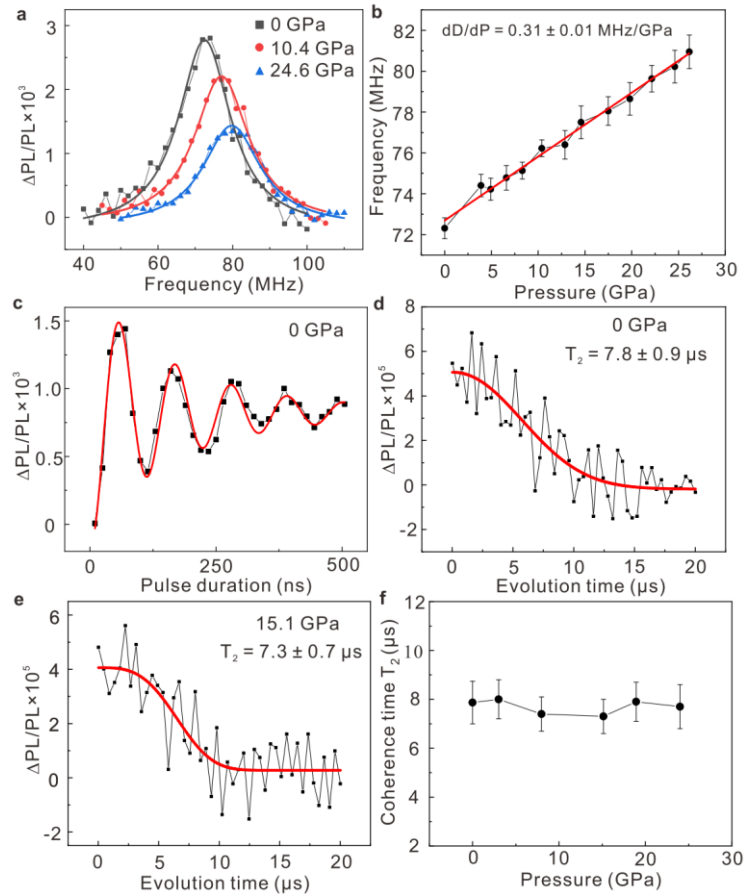 a
0 GPa
10.4 GPa
24.6 GPa
3
2
1
0
ΔPL/PL×10³
40 60 80 100
Frequency (MHz)
b
dD/dP = 0.31 ± 0.01 MHz/GPa
82
80
78
76
74
72
Frequency (MHz)
0 5 10 15 20 25 30
Pressure (GPa)
c
0 GPa
1.5
1.0
0.5
0
ΔPL/PL×10³
0 250 500
Pulse duration (ns)
d
0 GPa
T₂ = 7.8 ± 0.9 μs
8
6
4
2
0
-2
ΔPL/PL×10⁵
0 5 10 15 20
Evolution time (μs)
e
15.1 GPa
T₂ = 7.3 ± 0.7 μs
6
4
2
0
-2
ΔPL/PL×10⁵
0 5 10 15 20
Evolution time (μs)
f
12
10
8
6
4
2
Coherence time T₂ (μs)
0 10 20 30
Pressure (GPa)